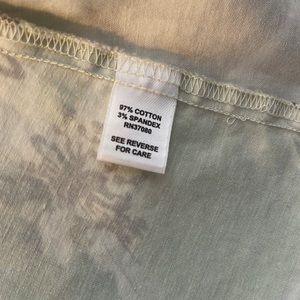 97% COTTON
3% SPANDEX
RN37080
SEE REVERSE
FOR CARE